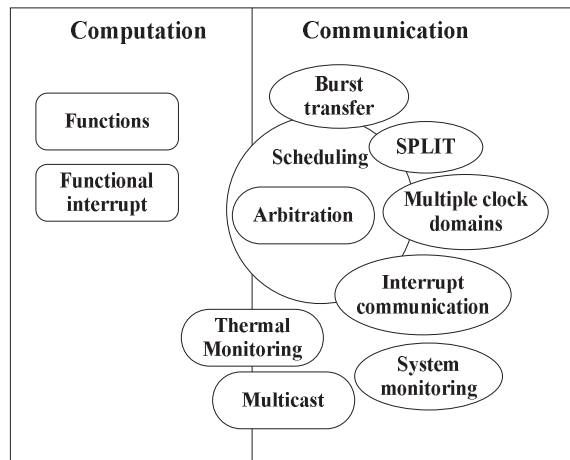 Computation
Communication
Burst
transfer
Functions
Scheduling
SPLIT
Functional
interrupt
Arbitration
Multiple clock
domains
Interrupt
communication
Thermal
Monitoring
System
monitoring
Multicast